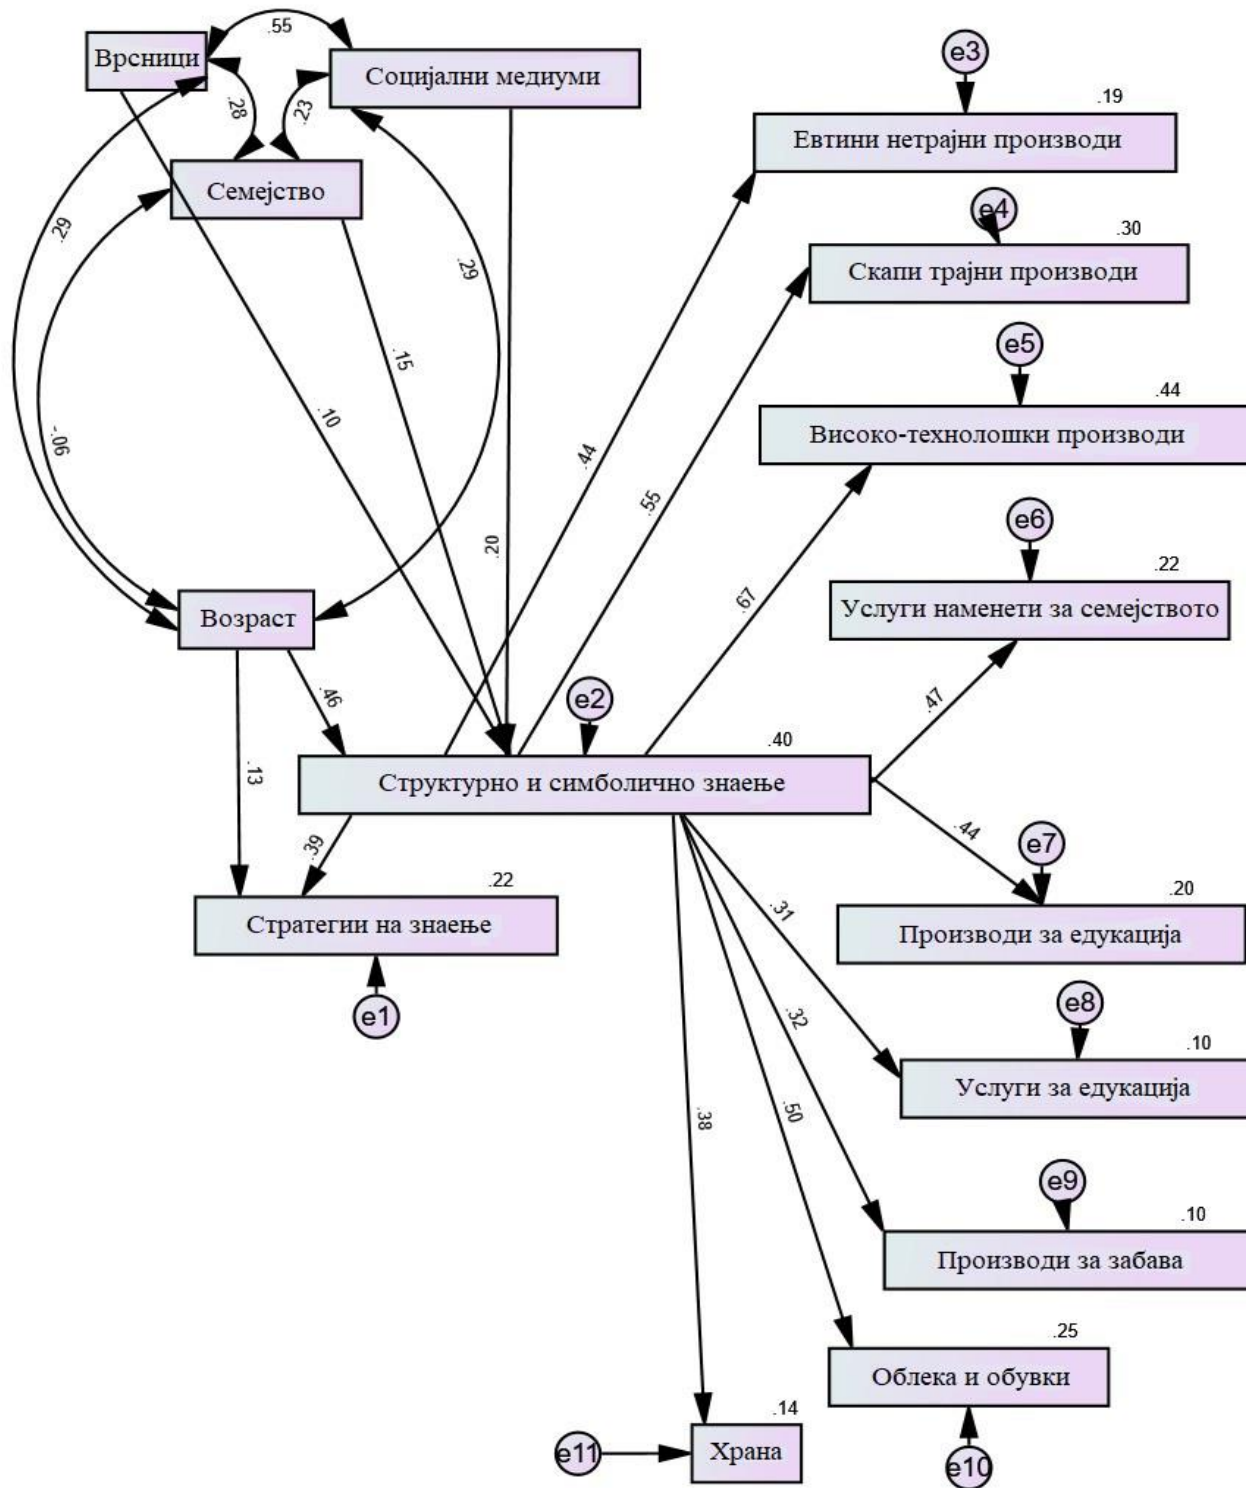 .55
Врсници
Социјални медиуми
.28
.23
Семејство
.29
.29
-.06
.15
.10
.20
Возраст
.46
.13
e2
.40
Структурно и симболично знаење
.39
.22
Стратегии на знаење
e1
e3
.19
Евтини нетрајни производи
.44
e4
.30
Скапи трајни производи
.55
e5
.44
Високо-технолошки производи
.67
e6
.22
Услуги наменети за семејството
.47
.44
e7
.20
Производи за едукација
.31
e8
.10
Услуги за едукација
.32
e9
.10
Производи за забава
.50
.25
Облека и обувки
e10
.38
.14
Храна
e11